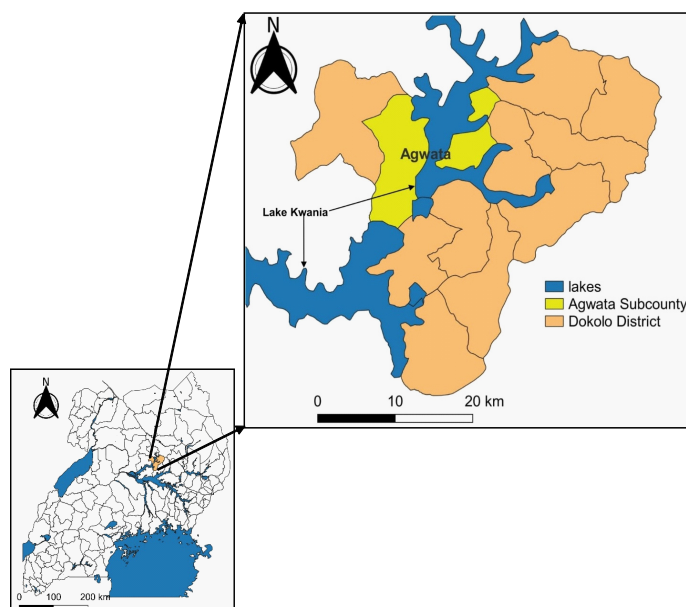 N
Agwata
Lake Kwania
lakes
Agwata Subcounty
Dokolo District
0 10 20 km
N
0 100 200 km